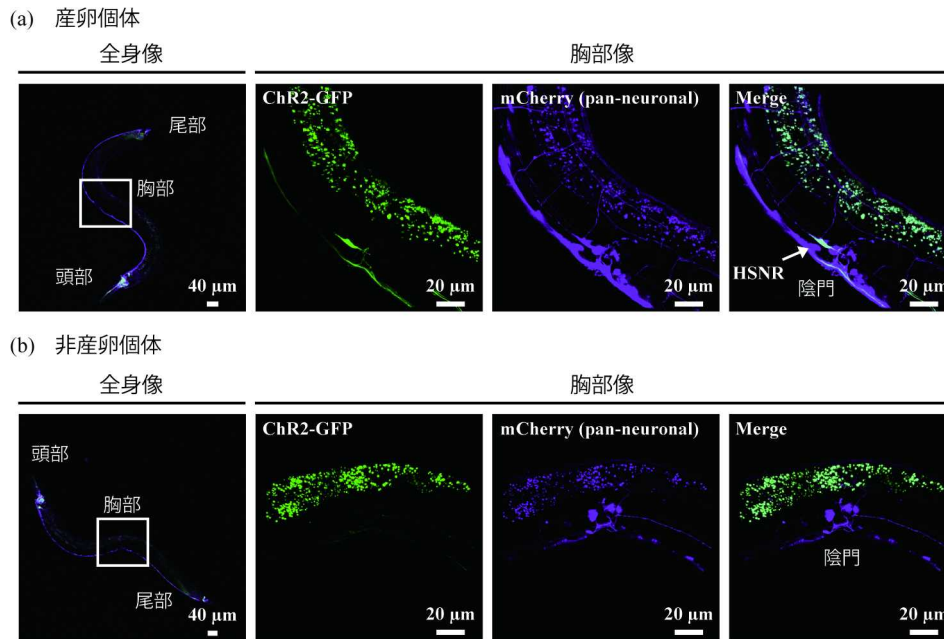 (a) 産卵個体
全身像 胸部像
ChR2-GFP mCherry (pan-neuronal) Merge
尾部
胸部
頭部
40 μm
20 μm
20 μm
HSNR
陰門
20 μm
(b) 非産卵個体
全身像 胸部像
ChR2-GFP mCherry (pan-neuronal) Merge
頭部
胸部
尾部
40 μm
20 μm
20 μm
陰門
20 μm